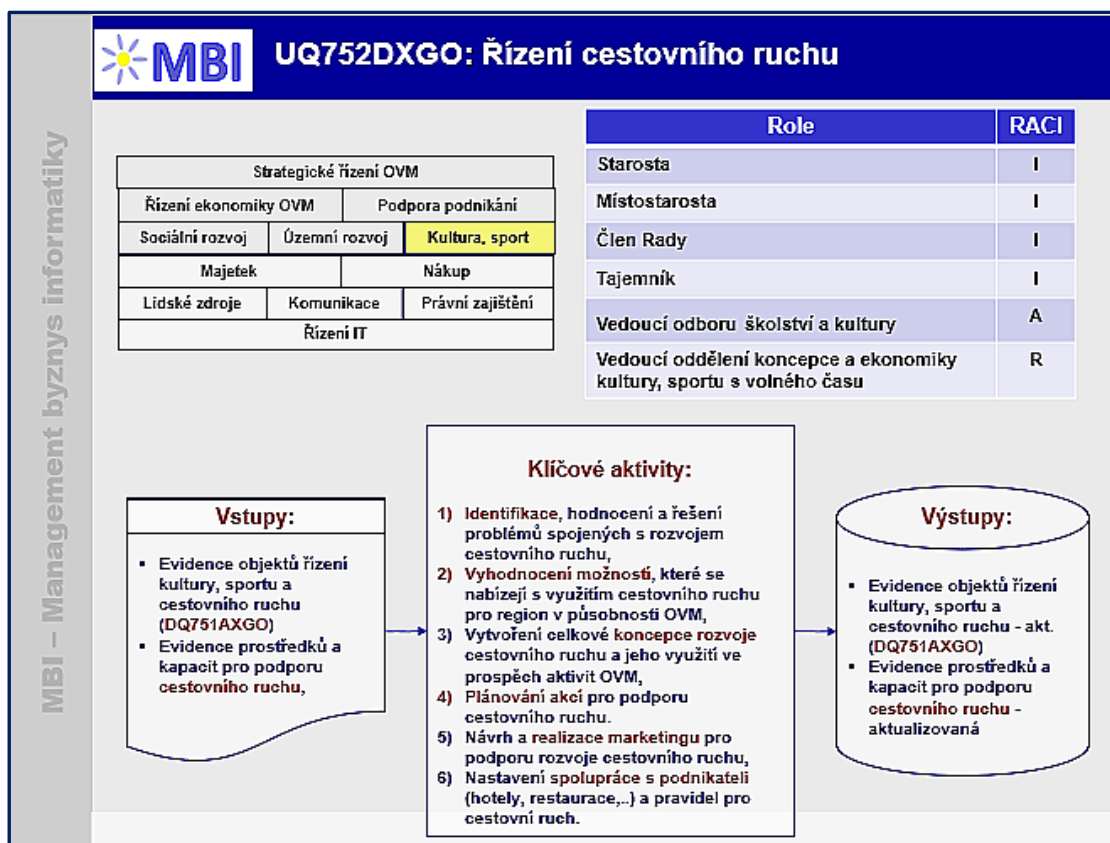 MBI
UQ752DXGO: Řízení cestovního ruchu
MBI – Management byznys informatiky
Strategické řízení OVM
Řízení ekonomiky OVM
Podpora podnikání
Sociální rozvoj
Územní rozvoj
Kultura, sport
Majetek
Nákup
Lidské zdroje
Komunikace
Právní zajištění
Řízení IT
Role RACI
Starosta I
Místostarosta I
Člen Rady I
Tajemník I
Vedoucí odboru školství a kultury A
Vedoucí oddělení koncepce a ekonomiky R
kultury, sportu s volného času
Vstupy:
▪ Evidence objektů řízení
kultury, sportu a
cestovního ruchu
(DQ751AXGO)
▪ Evidence prostředků a
kapacit pro podporu
cestovního ruchu,
Klíčové aktivity:
1) Identifikace, hodnocení a řešení
problémů spojených s rozvojem
cestovního ruchu,
2) Vyhodnocení možností, které se
nabízejí s využitím cestovního ruchu
pro region v působnosti OVM,
3) Vytvoření celkové koncepce rozvoje
cestovního ruchu a jeho využití ve
prospěch aktivit OVM,
4) Plánování akcí pro podporu
cestovního ruchu.
5) Návrh a realizace marketingu pro
podporu rozvoje cestovního ruchu,
6) Nastavení spolupráce s podnikateli
(hotely, restaurace,..) a pravidel pro
cestovní ruch.
Výstupy:
▪ Evidence objektů řízení
kultury, sportu a
cestovního ruchu - akt.
(DQ751AXGO)
▪ Evidence prostředků a
kapacit pro podporu
cestovního ruchu -
aktualizovaná